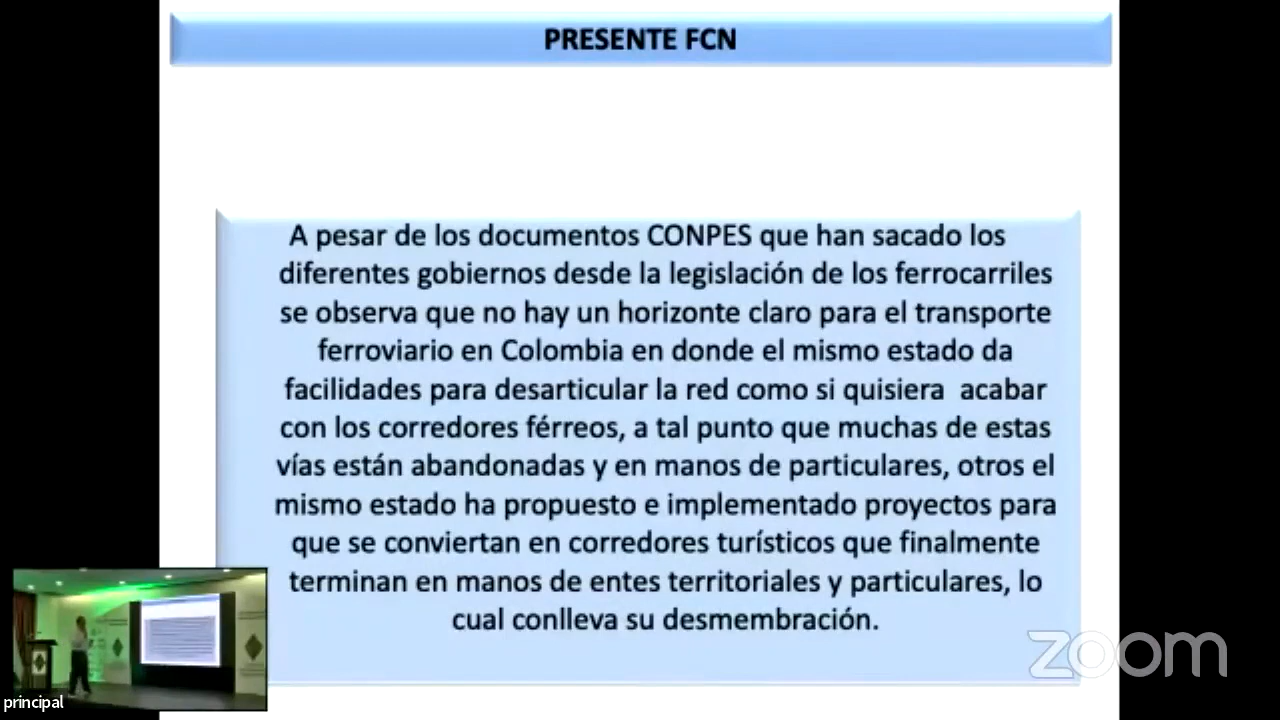 PRESENTE FCN
A pesar de los documentos CONPES que han sacado los
diferentes gobiernos desde la legislación de los ferrocarriles
se observa que no hay un horizonte claro para el transporte
ferroviario en Colombia en donde el mismo estado da
facilidades para desarticular la red como si quisiera acabar
con los corredores férreos, a tal punto que muchas de estas
vías están abandonadas y en manos de particulares, otros el
mismo estado ha propuesto e implementado proyectos para
que se conviertan en corredores turísticos que finalmente
terminan en manos de entes territoriales y particulares, lo
cual conlleva su desmembración.
zoom
principal